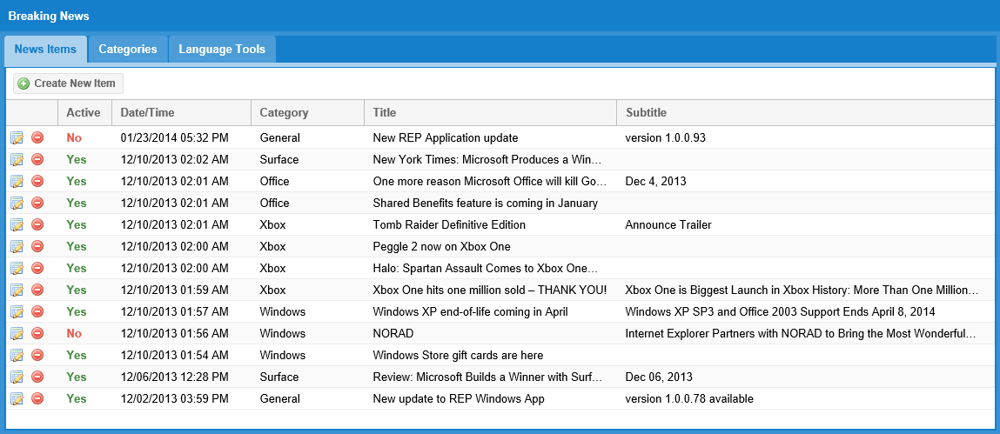 Breaking News
News Items Categories Language Tools
Create New Item
Active Date/Time Category Title Subtitle
No 01/23/2014 05:32 PM General New REP Application update version 1.0.0.93
Yes 12/10/2013 02:02 AM Surface New York Times: Microsoft Produces a Win...
Yes 12/10/2013 02:01 AM Office One more reason Microsoft Office will kill Go... Dec 4, 2013
Yes 12/10/2013 02:01 AM Office Shared Benefits feature is coming in January
Yes 12/10/2013 02:01 AM Xbox Tomb Raider Definitive Edition Announce Trailer
Yes 12/10/2013 02:00 AM Xbox Peggle 2 now on Xbox One
Yes 12/10/2013 02:00 AM Xbox Halo: Spartan Assault Comes to Xbox One...
Yes 12/10/2013 01:59 AM Xbox Xbox One hits one million sold – THANK YOU! Xbox One is Biggest Launch in Xbox History: More Than One Million...
Yes 12/10/2013 01:57 AM Windows Windows XP end-of-life coming in April Windows XP SP3 and Office 2003 Support Ends April 8, 2014
No 12/10/2013 01:56 AM Windows NORAD Internet Explorer Partners with NORAD to Bring the Most Wonderful...
Yes 12/10/2013 01:54 AM Windows Windows Store gift cards are here
Yes 12/06/2013 12:28 PM Surface Review: Microsoft Builds a Winner with Surf... Dec 06, 2013
Yes 12/02/2013 03:59 PM General New update to REP Windows App version 1.0.0.78 available